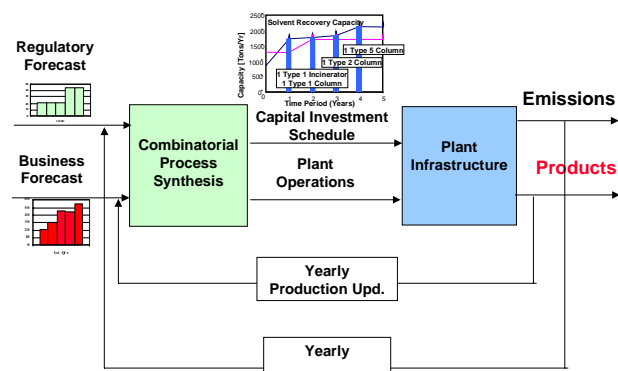 Regulatory
Forecast
Solvent Recovery Capacity
Capacity [Tons/Yr]
2500
2000
1500
1000
500
0
0 1 2 3 4 5
Time Period (Years)
1 Type 5 Column
1 Type 2 Column
1 Type 1 Incinerator
1 Type 1 Column
Combinatorial
Process
Synthesis
Capital Investment
Schedule
Plant
Operations
Plant
Infrastructure
Emissions
Products
Business
Forecast
Yearly
Production Upd.
Yearly